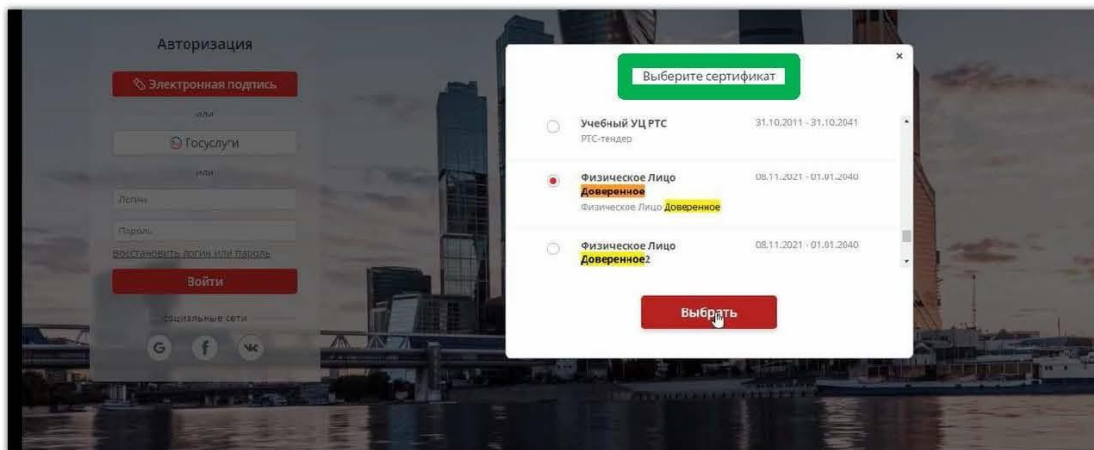 Авторизация
Электронная подпись
или
Госуслуги
или
Логин
Пароль
Восстановить логин или пароль
Войти
социальные сети
G f
Выберите сертификат
×
Учебный УЦ РТС 31.10.2011 - 31.10.2041
РТС-тендер
Физическое Лицо 08.11.2021 - 01.01.2040
Доверенное
Физическое Лицо Доверенное
Физическое Лицо 08.11.2021 - 01.01.2040
Доверенное2
Выбрать